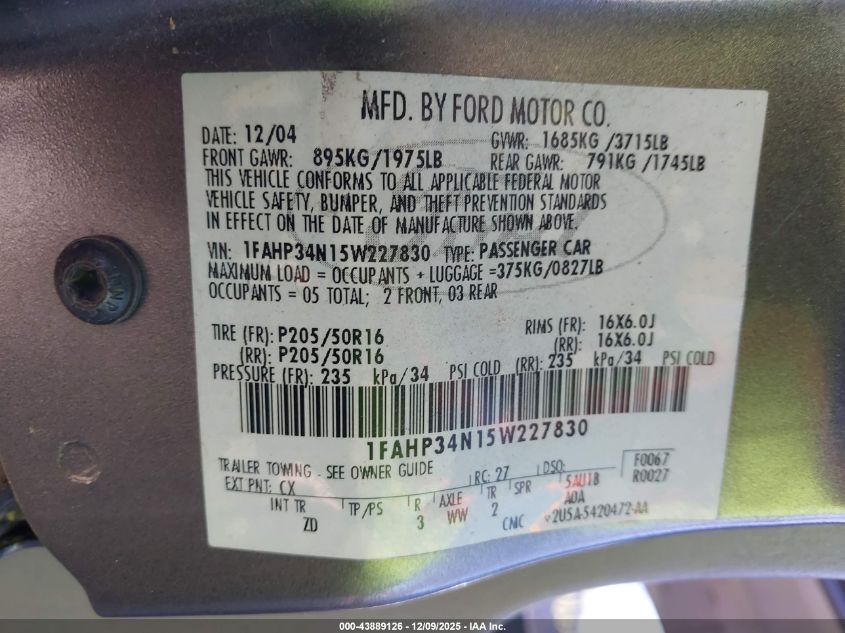 MFD. BY FORD MOTOR CO.
DATE: 12/04 GVWR: 1685KG /3715LB
FRONT GAWR: 895KG/1975LB REAR GAWR: 791KG /1745LB
THIS VEHICLE CONFORMS TO ALL APPLICABLE FEDERAL MOTOR
VEHICLE SAFETY, BUMPER, AND THEFT PREVENTION STANDARDS
IN EFFECT ON THE DATE OF MANUFACTURE SHOWN ABOVE.
VIN: 1FAHP34N15W227830 TYPE: PASSENGER CAR
MAXIMUM LOAD = OCCUPANTS + LUGGAGE =375KG/0827LB
OCCUPANTS = 05 TOTAL; 2 FRONT, 03 REAR
TIRE (FR): P205/50R16 RIMS (FR): 16X6.0J
(RR): P205/50R16 (RR): 16X6.0J
PRESSURE (FR): 235 kPa/34 PSI COLD (RR): 235 kPa/34 PSI COLD
1FAHP34N15W227830
TRAILER TOWING - SEE OWNER GUIDE RC: 27 DSO: F0067
EXT PNT: CX 5AU18 R0027
INT TR TP/PS R AXLE TR SPR A0A
ZD 3 WW 2 CMC V2U5A-5420472-AA
000-43889126 - 12/09/2025 - IAA Inc.